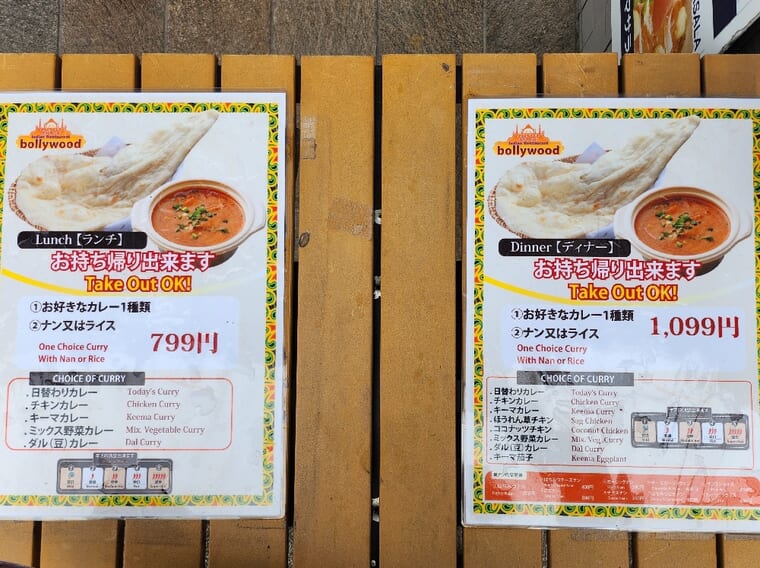 Indian Restaurant
bollywood
Lunch【ランチ】
お持ち帰り出来ます
Take Out OK!
①お好きなカレー1種類
②ナン又はライス
799円
One Choice Curry
With Nan or Rice
CHOICE OF CURRY
.日替わりカレー Today's Curry
.チキンカレー Chicken Curry
.キーマカレー Keema Curry
.ミックス野菜カレー Mix. Vegetable Curry
.ダル(豆)カレー Dal Curry
Indian Restaurant
bollywood
Dinner【ディナー】
お持ち帰り出来ます
Take Out OK!
①お好きなカレー1種類
②ナン又はライス
1,099円
One Choice Curry
With Nan or Rice
CHOICE OF CURRY
.日替わりカレー Today's Curry
.チキンカレー Chicken Curry
.キーマカレー Keema Curry
.ほうれん草チキン Sag Chicken
.ココナッツチキン Coconut Chicken
.ミックス野菜カレー Mix. Veg. Curry
.ダル(豆)カレー Dal Curry
.キーマ茄子 Keema Eggplant
マサラ
SALA